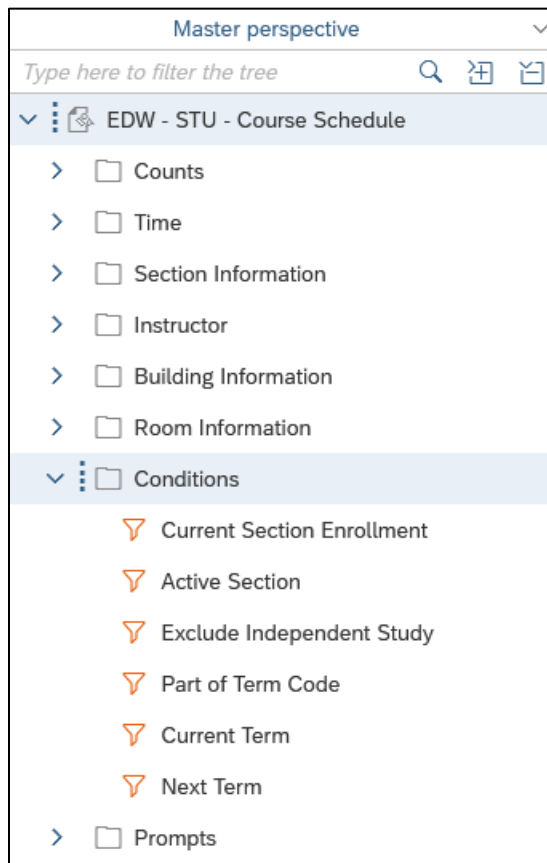 Master perspective
Type here to filter the tree
EDW - STU - Course Schedule
Counts
Time
Section Information
Instructor
Building Information
Room Information
Conditions
Current Section Enrollment
Active Section
Exclude Independent Study
Part of Term Code
Current Term
Next Term
Prompts